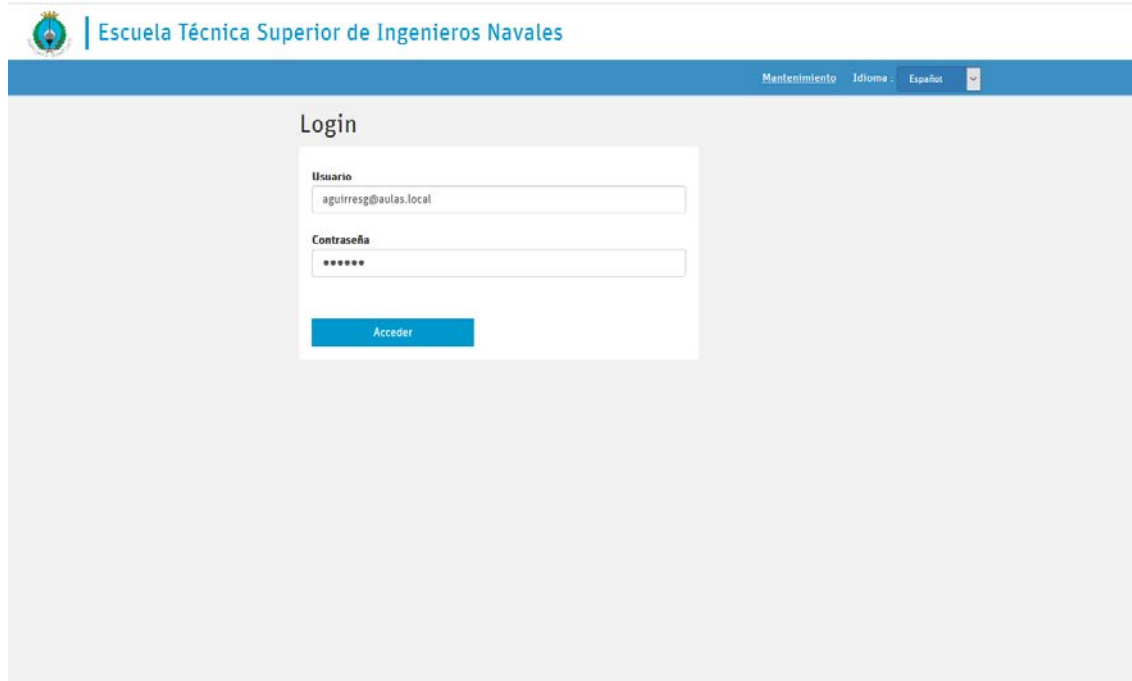 Escuela Técnica Superior de Ingenieros Navales
Mantenimiento Idioma : Español
Login
Usuario
aguirresg@aulas.local
Contraseña
••••••
Acceder